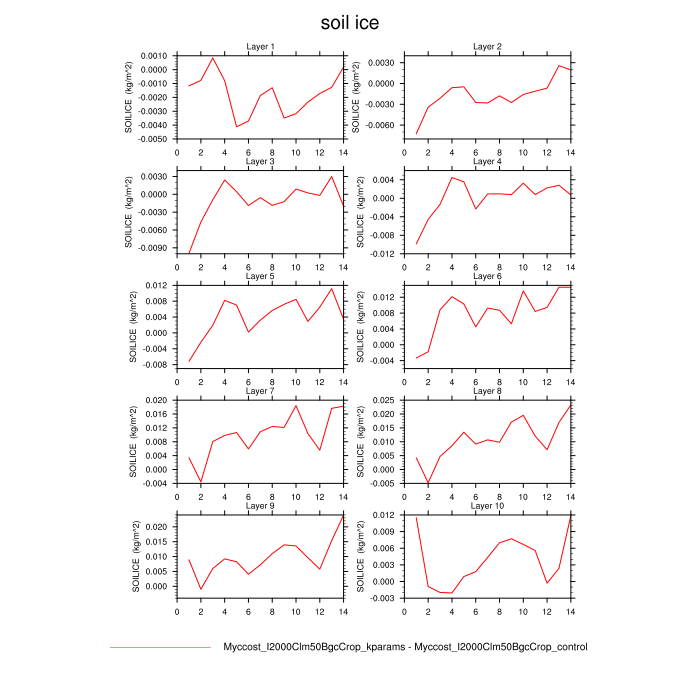 soil ice
Layer 1
SOILICE (kg/m^2)
0.0010
0.0000
-0.0010
-0.0020
-0.0030
-0.0040
-0.0050
0 2 4 6 8 10 12 14
Layer 2
SOILICE (kg/m^2)
0.0030
0.0000
-0.0030
-0.0060
0 2 4 6 8 10 12 14
Layer 3
SOILICE (kg/m^2)
0.0030
0.0000
-0.0030
-0.0060
-0.0090
0 2 4 6 8 10 12 14
Layer 4
SOILICE (kg/m^2)
0.004
0.000
-0.004
-0.008
-0.012
0 2 4 6 8 10 12 14
Layer 5
SOILICE (kg/m^2)
0.012
0.008
0.004
0.000
-0.004
-0.008
0 2 4 6 8 10 12 14
Layer 6
SOILICE (kg/m^2)
0.012
0.008
0.004
0.000
-0.004
0 2 4 6 8 10 12 14
Layer 7
SOILICE (kg/m^2)
0.020
0.016
0.012
0.008
0.004
0.000
-0.004
0 2 4 6 8 10 12 14
Layer 8
SOILICE (kg/m^2)
0.025
0.020
0.015
0.010
0.005
0.000
-0.005
0 2 4 6 8 10 12 14
Layer 9
SOILICE (kg/m^2)
0.020
0.015
0.010
0.005
0.000
0 2 4 6 8 10 12 14
Layer 10
SOILICE (kg/m^2)
0.012
0.009
0.006
0.003
0.000
-0.003
0 2 4 6 8 10 12 14
Myccost_I2000Clm50BgcCrop_kparams - Myccost_I2000Clm50BgcCrop_control